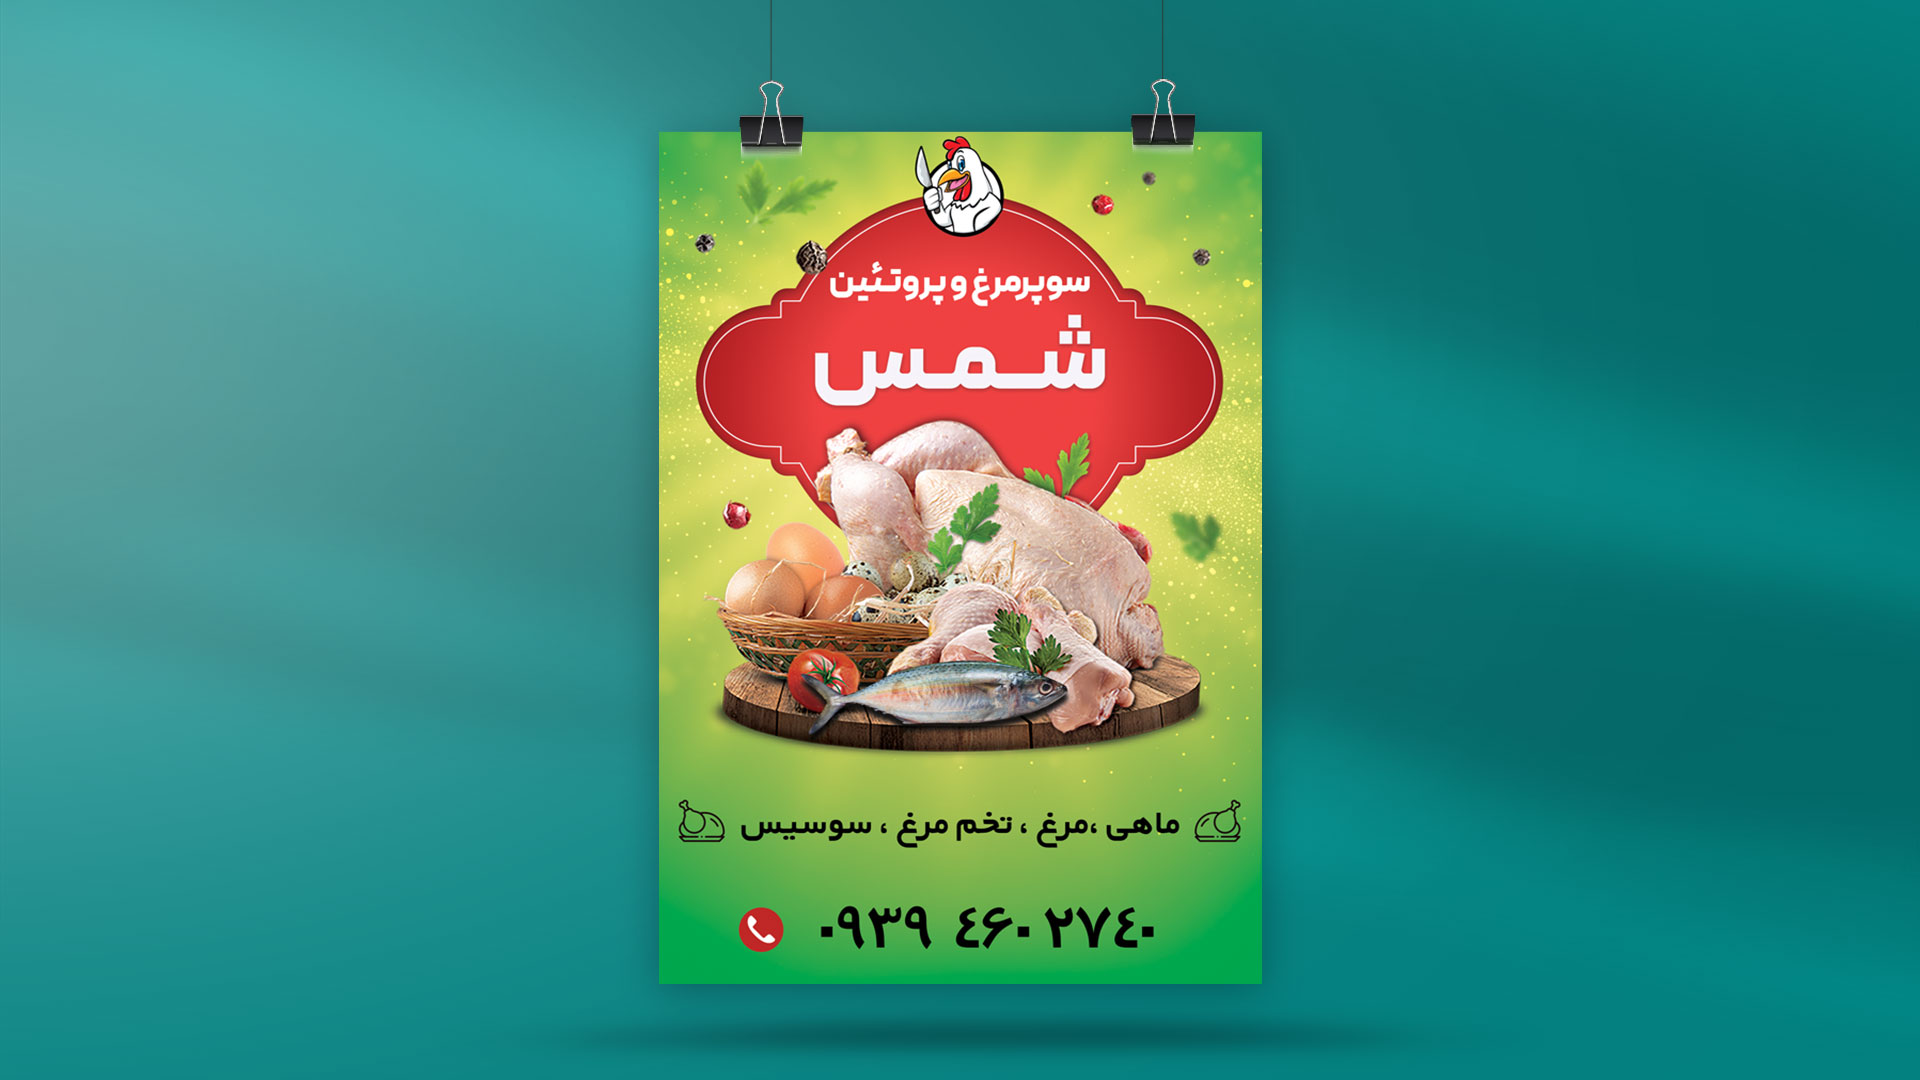 سوپرمرغ و پروتئین
شمس
ماهی ،مرغ ، تخم مرغ ، سوسیس
۰۹۳۹ ۴۶۰ ۲۷۴۰